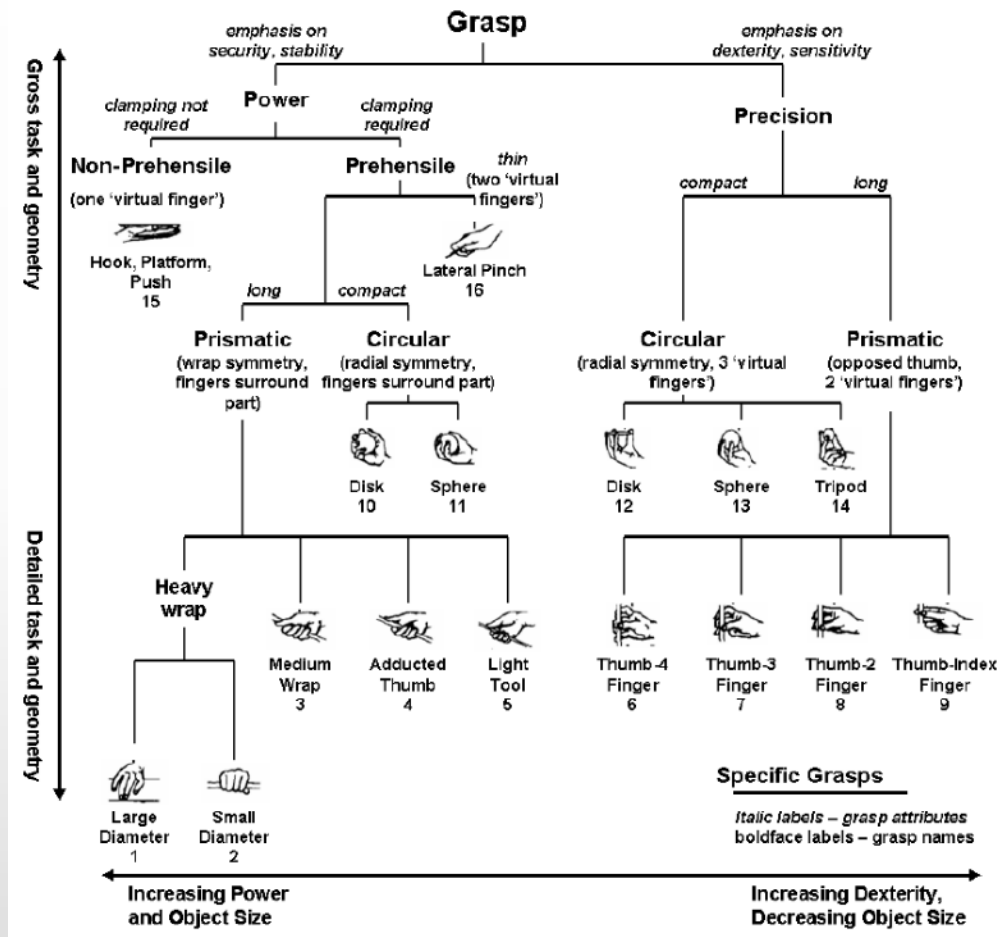 Grasp
emphasis on
security, stability
emphasis on
dexterity, sensitivity
Gross task and geometry
Power
clamping not
required
clamping
required
Precision
Non-Prehensile
(one ‘virtual finger’)
Prehensile
thin
(two ‘virtual
fingers’)
compact
long
Hook, Platform,
Push
15
Lateral Pinch
16
long
compact
Prismatic
(wrap symmetry,
fingers surround
part)
Circular
(radial symmetry,
fingers surround part)
Circular
(radial symmetry, 3 ‘virtual
fingers’)
Prismatic
(opposed thumb,
2 ‘virtual fingers’)
Disk
10
Sphere
11
Disk
12
Sphere
13
Tripod
14
Detailed task and geometry
Heavy
wrap
Medium
Wrap
3
Adducted
Thumb
4
Light
Tool
5
Thumb-4
Finger
6
Thumb-3
Finger
7
Thumb-2
Finger
8
Thumb-Index
Finger
9
Large
Diameter
1
Small
Diameter
2
Specific Grasps
Italic labels – grasp attributes
boldface labels – grasp names
Increasing Power
and Object Size
Increasing Dexterity,
Decreasing Object Size